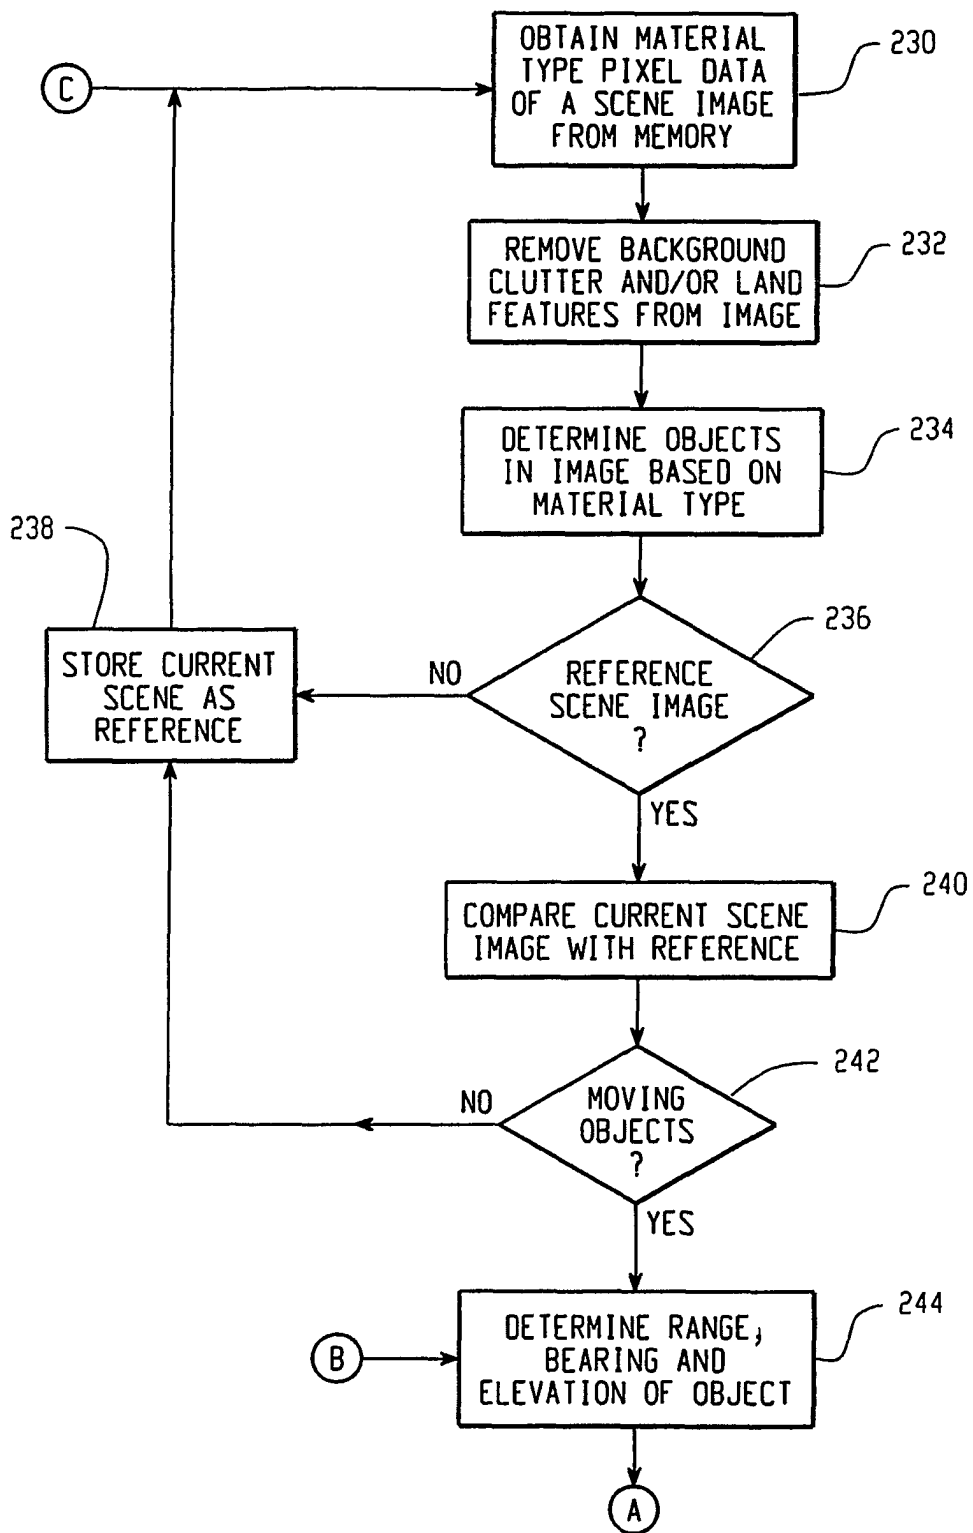 C
OBTAIN MATERIAL
TYPE PIXEL DATA
OF A SCENE IMAGE
FROM MEMORY
230
REMOVE BACKGROUND
CLUTTER AND/OR LAND
FEATURES FROM IMAGE
232
DETERMINE OBJECTS
IN IMAGE BASED ON
MATERIAL TYPE
234
REFERENCE
SCENE IMAGE
?
236
NO
238
STORE CURRENT
SCENE AS
REFERENCE
YES
COMPARE CURRENT SCENE
IMAGE WITH REFERENCE
240
MOVING
OBJECTS
?
242
NO
YES
B
DETERMINE RANGE,
BEARING AND
ELEVATION OF OBJECT
244
A